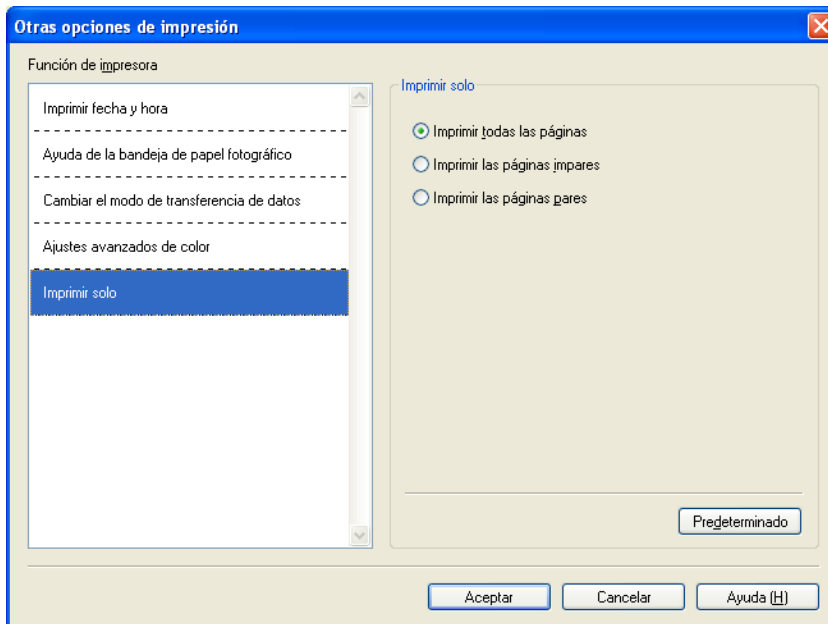 Otras opciones de impresión
Función de impresora
Imprimir fecha y hora
Ayuda de la bandeja de papel fotográfico
Cambiar el modo de transferencia de datos
Ajustes avanzados de color
Imprimir solo
Imprimir solo
Imprimir todas las páginas
Imprimir las páginas impares
Imprimir las páginas pares
Predeterminado
Aceptar
Cancelar
Ayuda (H)